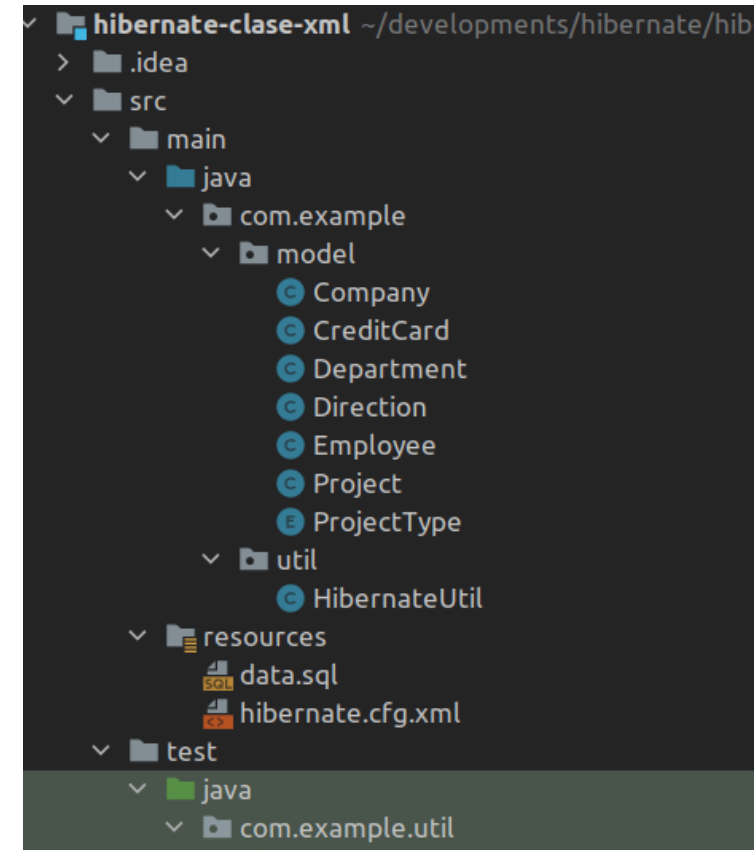 hibernate-clase-xml ~/developments/hibernate/hib
.idea
src
main
java
com.example
model
C Company
C CreditCard
C Department
C Direction
C Employee
C Project
E ProjectType
util
C HibernateUtil
resources
SQL data.sql
<> hibernate.cfg.xml
test
java
com.example.util